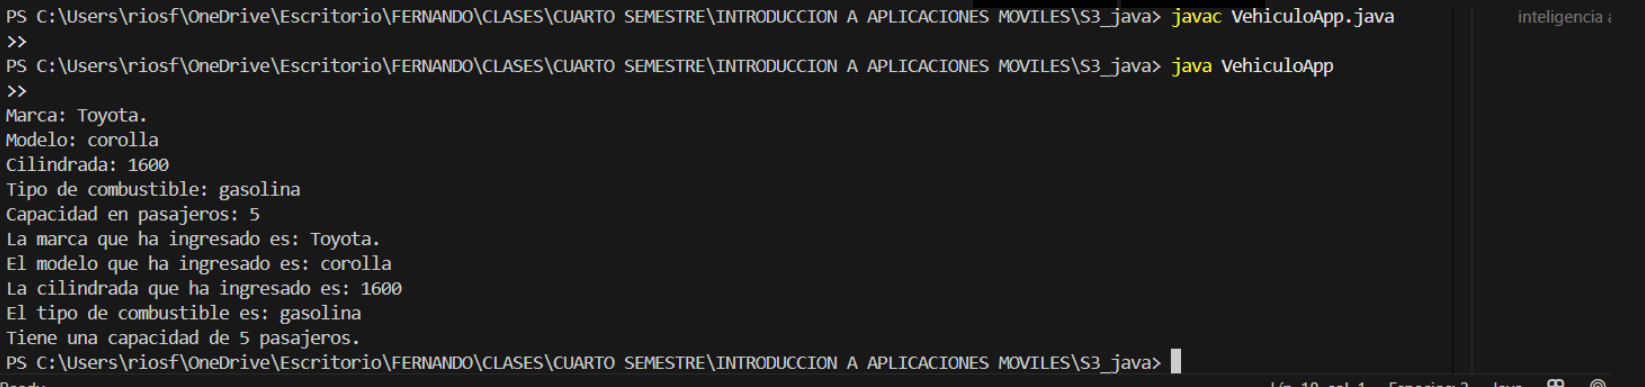 PS C:\Users\riosf\OneDrive\Escritorio\FERNANDO\CLASES\CUARTO SEMESTRE\INTRODUCCION A APLICACIONES MOVILES\S3_java> javac VehiculoApp.java
>>
PS C:\Users\riosf\OneDrive\Escritorio\FERNANDO\CLASES\CUARTO SEMESTRE\INTRODUCCION A APLICACIONES MOVILES\S3_java> java VehiculoApp
>>
Marca: Toyota.
Modelo: corolla
Cilindrada: 1600
Tipo de combustible: gasolina
Capacidad en pasajeros: 5
La marca que ha ingresado es: Toyota.
El modelo que ha ingresado es: corolla
La cilindrada que ha ingresado es: 1600
El tipo de combustible es: gasolina
Tiene una capacidad de 5 pasajeros.
PS C:\Users\riosf\OneDrive\Escritorio\FERNANDO\CLASES\CUARTO SEMESTRE\INTRODUCCION A APLICACIONES MOVILES\S3_java>
inteligencia